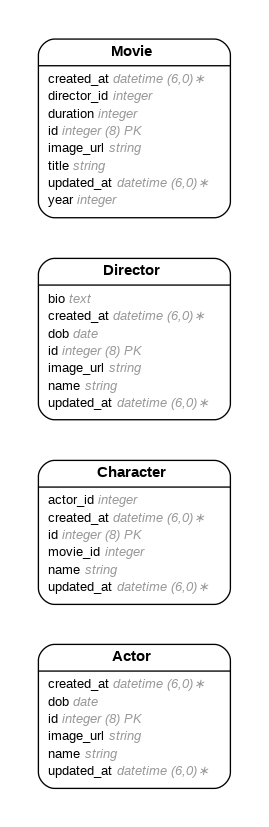 Movie
created_at datetime (6,0) ∗
director_id integer
duration integer
id integer (8) PK
image_url string
title string
updated_at datetime (6,0) ∗
year integer
Director
bio text
created_at datetime (6,0) ∗
dob date
id integer (8) PK
image_url string
name string
updated_at datetime (6,0) ∗
Character
actor_id integer
created_at datetime (6,0) ∗
id integer (8) PK
movie_id integer
name string
updated_at datetime (6,0) ∗
Actor
created_at datetime (6,0) ∗
dob date
id integer (8) PK
image_url string
name string
updated_at datetime (6,0) ∗